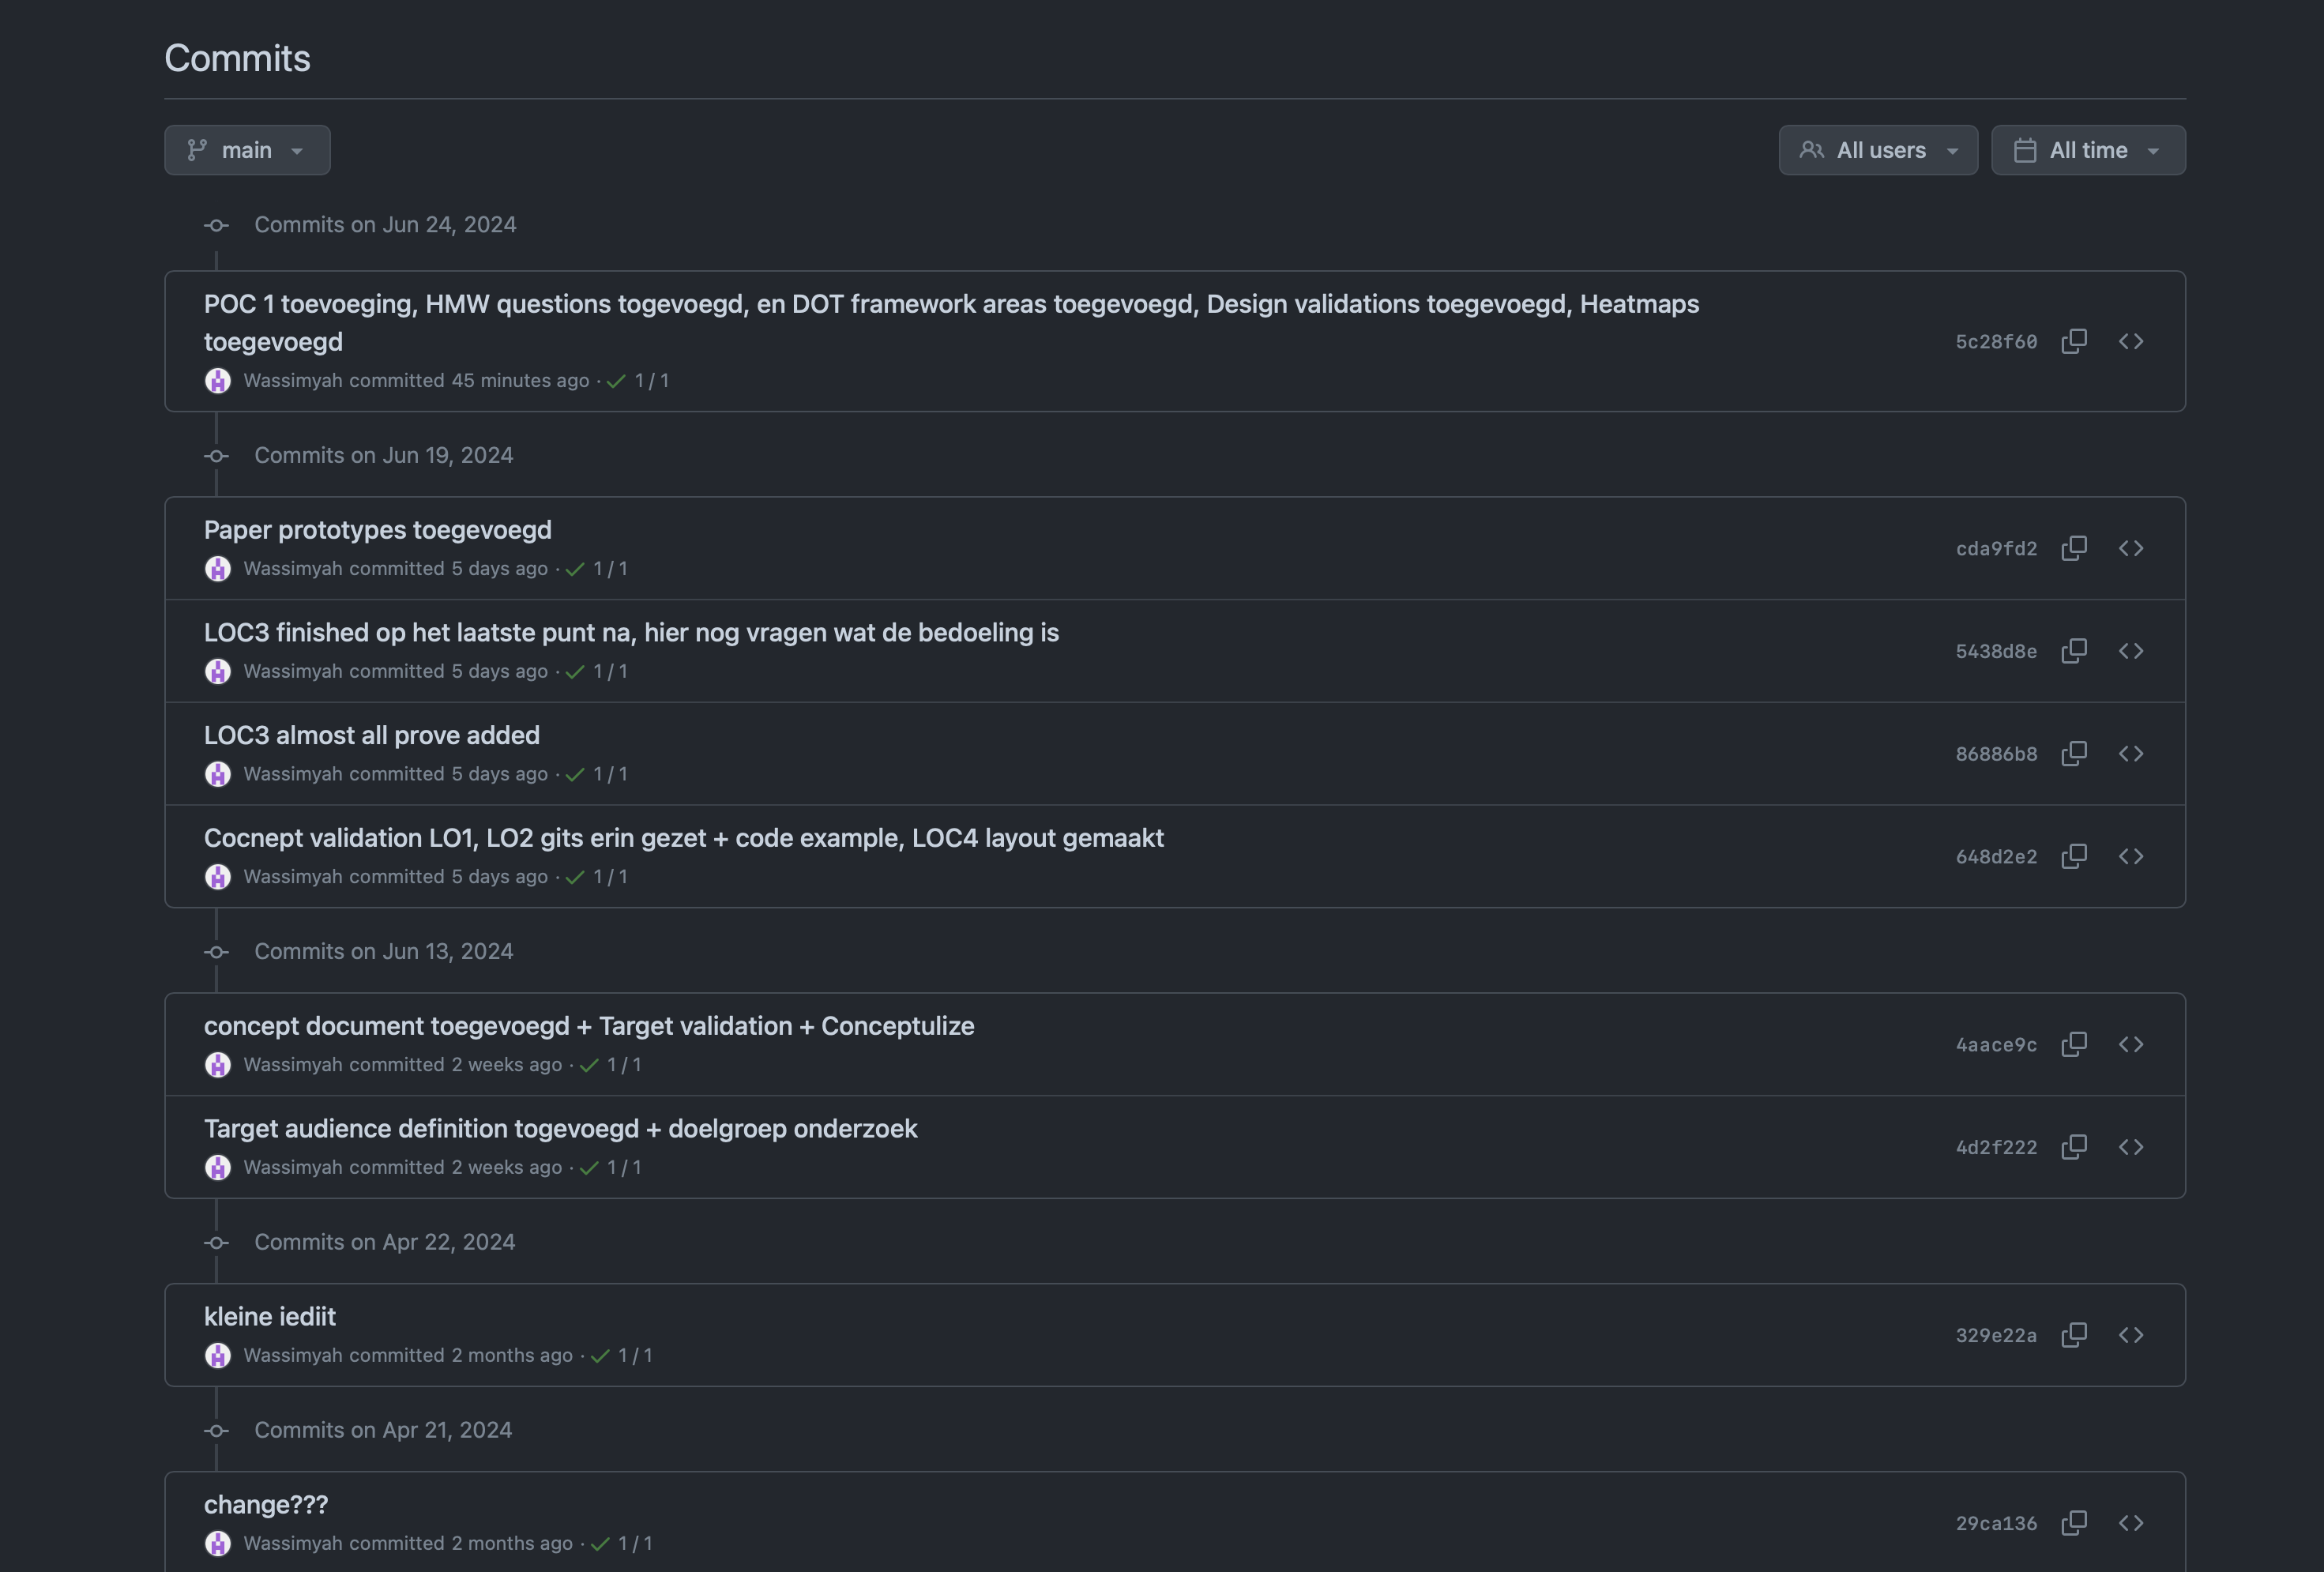 Commits
main
All users
All time
Commits on Jun 24, 2024
POC 1 toevoeging, HMW questions togevoegd, en DOT framework areas toegevoegd, Design validations toegevoegd, Heatmaps
toegevoegd
5c28f60
Wassimyah committed 45 minutes ago · 1 / 1
Commits on Jun 19, 2024
Paper prototypes toegevoegd
cda9fd2
Wassimyah committed 5 days ago · 1 / 1
LOC3 finished op het laatste punt na, hier nog vragen wat de bedoeling is
5438d8e
Wassimyah committed 5 days ago · 1 / 1
LOC3 almost all prove added
86886b8
Wassimyah committed 5 days ago · 1 / 1
Cocnept validation LO1, LO2 gits erin gezet + code example, LOC4 layout gemaakt
648d2e2
Wassimyah committed 5 days ago · 1 / 1
Commits on Jun 13, 2024
concept document toegevoegd + Target validation + Conceptulize
4aace9c
Wassimyah committed 2 weeks ago · 1 / 1
Target audience definition togevoegd + doelgroep onderzoek
4d2f222
Wassimyah committed 2 weeks ago · 1 / 1
Commits on Apr 22, 2024
kleine iediit
329e22a
Wassimyah committed 2 months ago · 1 / 1
Commits on Apr 21, 2024
change???
29ca136
Wassimyah committed 2 months ago · 1 / 1